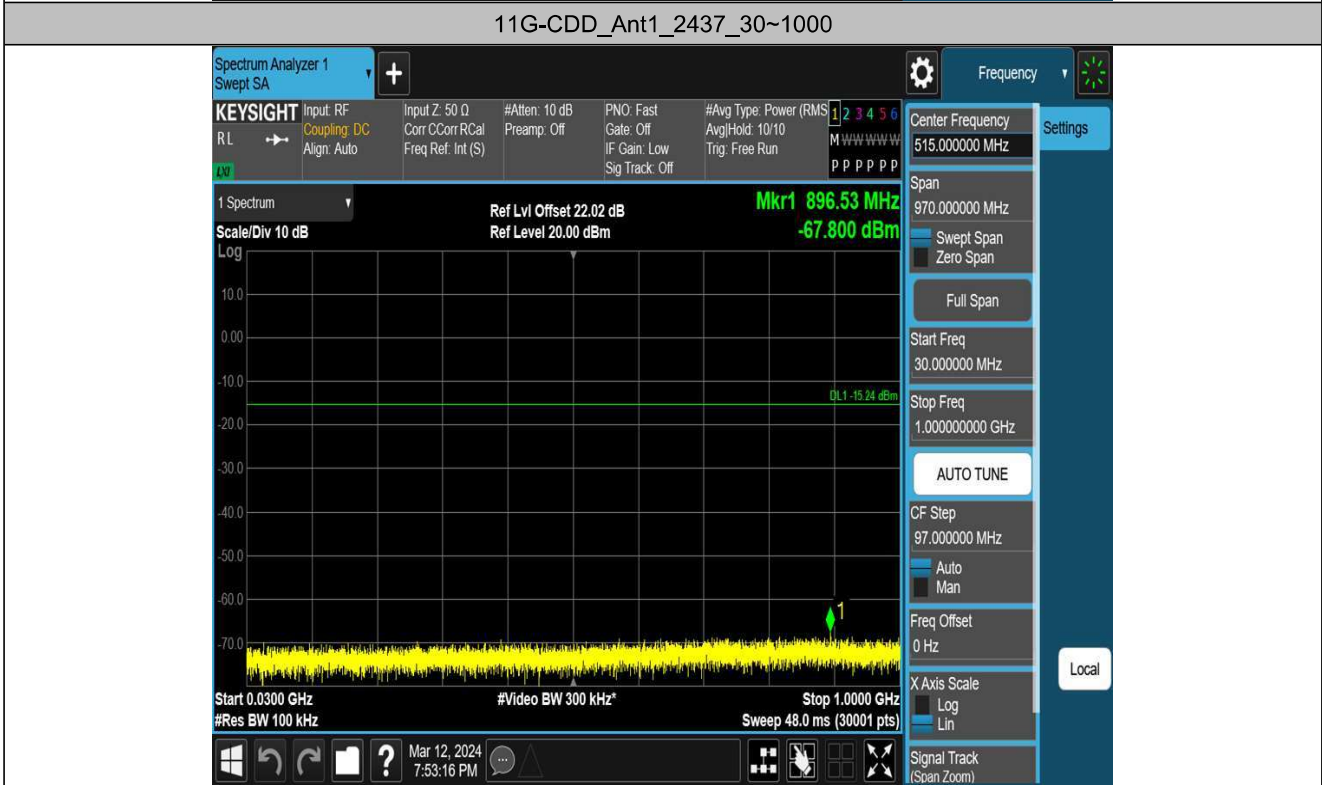 11G-CDD_Ant1_2437_30~1000
Spectrum Analyzer 1
Swept SA
+
Frequency
KEYSIGHT
RL
LXI
Input: RF
Coupling: DC
Align: Auto
Input Z: 50 Ω
Corr CCorr RCal
Freq Ref: Int (S)
#Atten: 10 dB
Preamp: Off
PNO: Fast
Gate: Off
IF Gain: Low
Sig Track: Off
#Avg Type: Power (RMS
Avg|Hold: 10/10
Trig: Free Run
1 2 3 4 5 6
M W W W W W
P P P P P P
1 Spectrum
Scale/Div 10 dB
Log
Ref Lvl Offset 22.02 dB
Ref Level 20.00 dBm
Mkr1 896.53 MHz
-67.800 dBm
10.0
0.00
-10.0
DL1 -15.24 dBm
-20.0
-30.0
-40.0
-50.0
-60.0
1
-70.0
Start 0.0300 GHz
#Res BW 100 kHz
#Video BW 300 kHz*
Stop 1.0000 GHz
Sweep 48.0 ms (30001 pts)
?
Mar 12, 2024
7:53:16 PM
Center Frequency
515.000000 MHz
Span
970.000000 MHz
Swept Span
Zero Span
Full Span
Start Freq
30.000000 MHz
Stop Freq
1.000000000 GHz
AUTO TUNE
CF Step
97.000000 MHz
Auto
Man
Freq Offset
0 Hz
X Axis Scale
Log
Lin
Signal Track
(Span Zoom)
Settings
Local